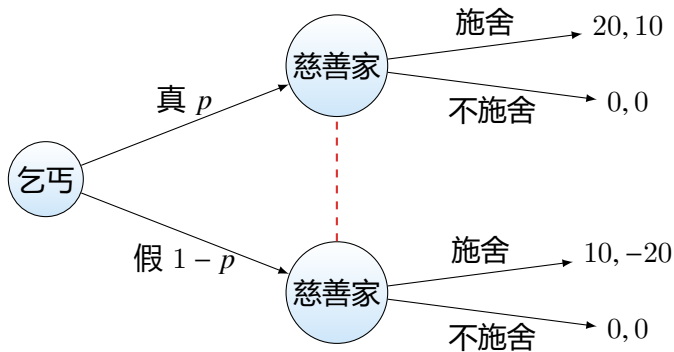 施舍
20, 10
慈善家
真 p
不施舍
0, 0
乞丐
假 1 − p
施舍
10, −20
慈善家
不施舍
0, 0